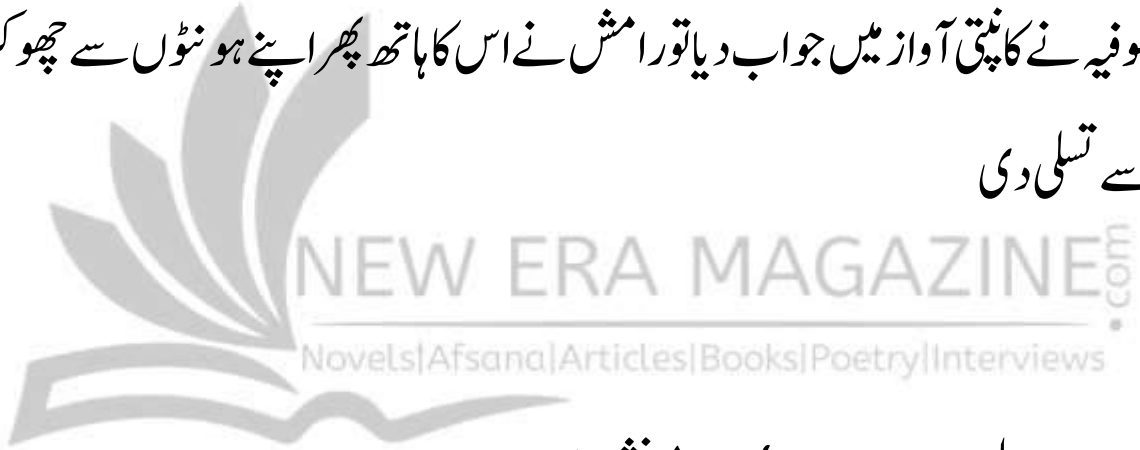 وفیہ نے کانپتی آواز میں جواب دیا تو رامش نے اس کا ہاتھ پھر اپنے ہونٹوں سے چھو کر
سے تسلی دی
NEW ERA MAGAZINE.com
Novels|Afsana|Articles|Books|Poetry|Interviews